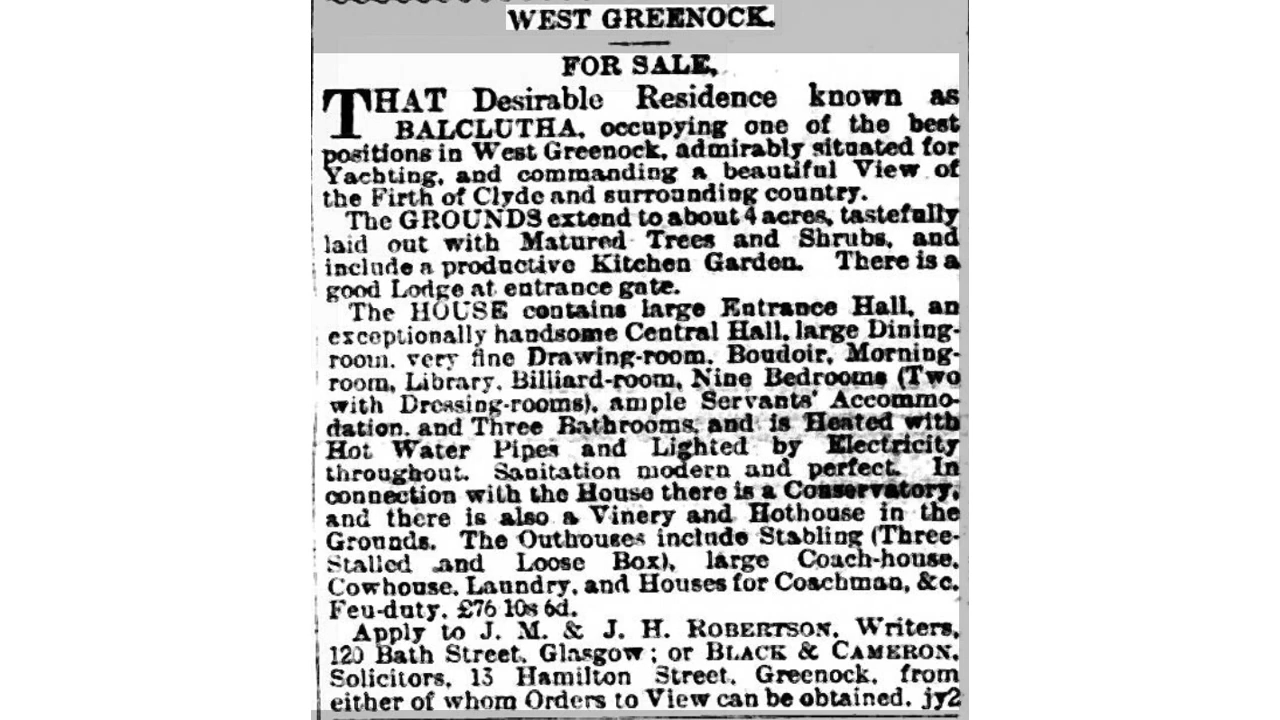 WEST GREENOCK.
FOR SALE,
THAT Desirable Residence known as
BALCLUTHA, occupying one of the best
positions in West Greenock, admirably situated for
Yachting, and commanding a beautiful View of
the Firth of Clyde and surrounding country.
The GROUNDS extend to about 4 acres, tastefully
laid out with Matured Trees and Shrubs, and
include a productive Kitchen Garden. There is a
good Lodge at entrance gate.
The HOUSE contains large Entrance Hall, an
exceptionally handsome Central Hall, large Dining-
room, very fine Drawing-room, Boudoir, Morning-
room, Library, Billiard-room, Nine Bedrooms (Two
with Dressing-rooms), ample Servants' Accommo-
dation, and Three Bathrooms, and is Heated with
Hot Water Pipes and Lighted by Electricity
throughout. Sanitation modern and perfect. In
connection with the House there is a Conservatory,
and there is also a Vinery and Hothouse in the
Grounds. The Outhouses include Stabling (Three-
Stalled and Loose Box), large Coach-house,
Cowhouse, Laundry, and Houses for Coachman, &c.
Feu-duty, £76 10s 6d.
Apply to J. M. & J. H. ROBERTSON, Writers,
120 Bath Street, Glasgow; or BLACK & CAMERON,
Solicitors, 13 Hamilton Street, Greenock, from
either of whom Orders to View can be obtained. jy2